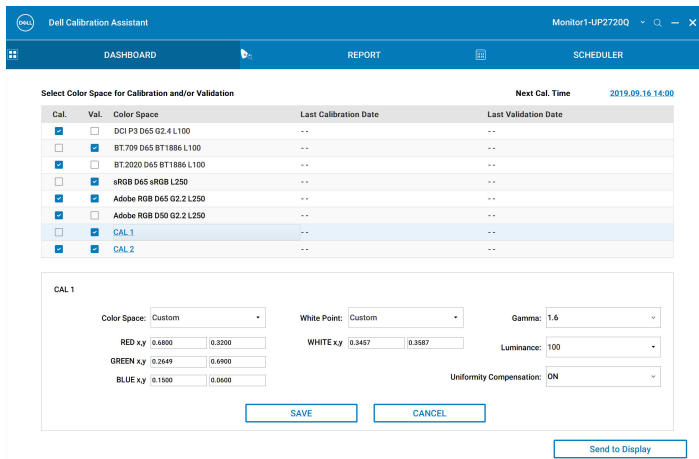 DELL Dell Calibration Assistant Monitor1-UP2720Q
DASHBOARD REPORT SCHEDULER
Select Color Space for Calibration and/or Validation Next Cal. Time 2019.09.16 14:00
Cal. Val. Color Space Last Calibration Date Last Validation Date
DCI P3 D65 G2.4 L100 -- --
BT.709 D65 BT1886 L100 -- --
BT.2020 D65 BT1886 L100 -- --
sRGB D65 sRGB L250 -- --
Adobe RGB D65 G2.2 L250 -- --
Adobe RGB D50 G2.2 L250 -- --
CAL 1 -- --
CAL 2 -- --
CAL 1
Color Space: Custom White Point: Custom Gamma: 1.6
RED x,y 0.6800 0.3200 WHITE x,y 0.3457 0.3587 Luminance: 100
GREEN x,y 0.2649 0.6900
BLUE x,y 0.1500 0.0600 Uniformity Compensation: ON
SAVE CANCEL
Send to Display